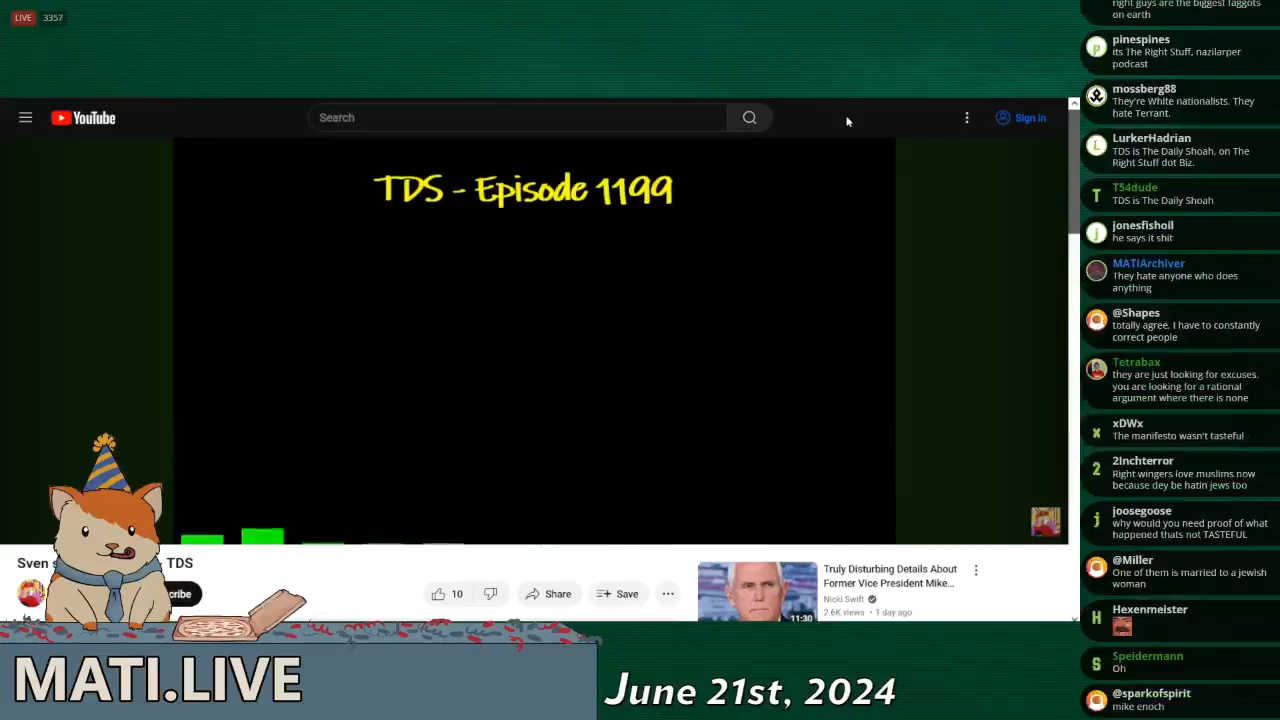 LIVE 3357
YouTube
Search
Sign in
TDS - Episode 1199
Sven s
TDS
cribe
10
Share
Save
Truly Disturbing Details About
Former Vice President Mike...
Nicki Swift
2.6K views • 1 day ago
11:30
MATI.LIVE
June 21st, 2024
right guys are the biggest faggots
on earth
pinespines
its The Right Stuff, nazilarper
podcast
mossberg88
They're White nationalists. They
hate Terrant.
LurkerHadrian
TDS is The Daily Shoah, on The
Right Stuff dot Biz.
T54dude
TDS is The Daily Shoah
jonesfisholl
he says it shit
MATIArchiver
They hate anyone who does
anything
@Shapes
totally agree, I have to constantly
correct people
Tetrabax
they are just looking for excuses.
you are looking for a rational
argument where there is none
xDWx
The manifesto wasn't tasteful
2Inchterror
Right wingers love muslims now
because dey be hatin jews too
joosegoose
why would you need proof of what
happened thats not TASTEFUL
@Miller
One of them is married to a jewish
woman
Hexenmeister
Speidermann
Oh
@sparkofspirit
mike enoch